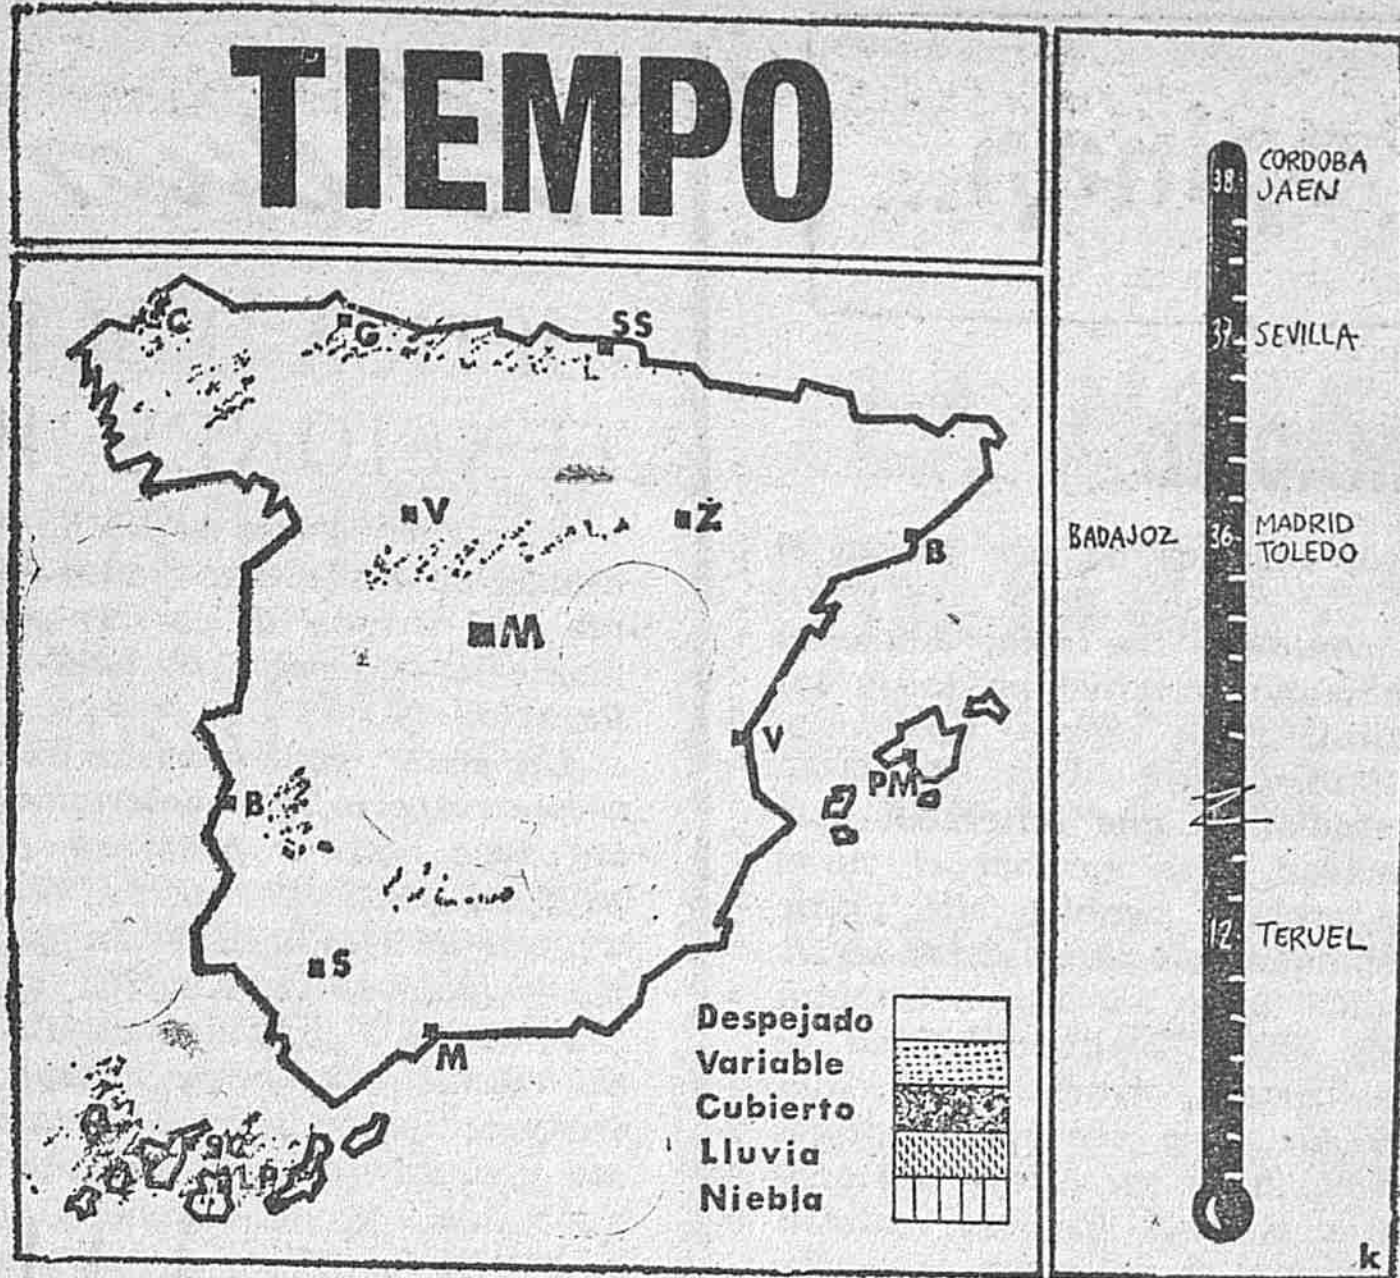 TIEMPO
C
G
SS
V
Z
B
M
V
PM
B
S
M
Despejado
Variable
Cubierto
Lluvia
Niebla
38 CORDOBA
JAEN
37 SEVILLA
BADAJOZ 36 MADRID
TOLEDO
12 TERUEL
k